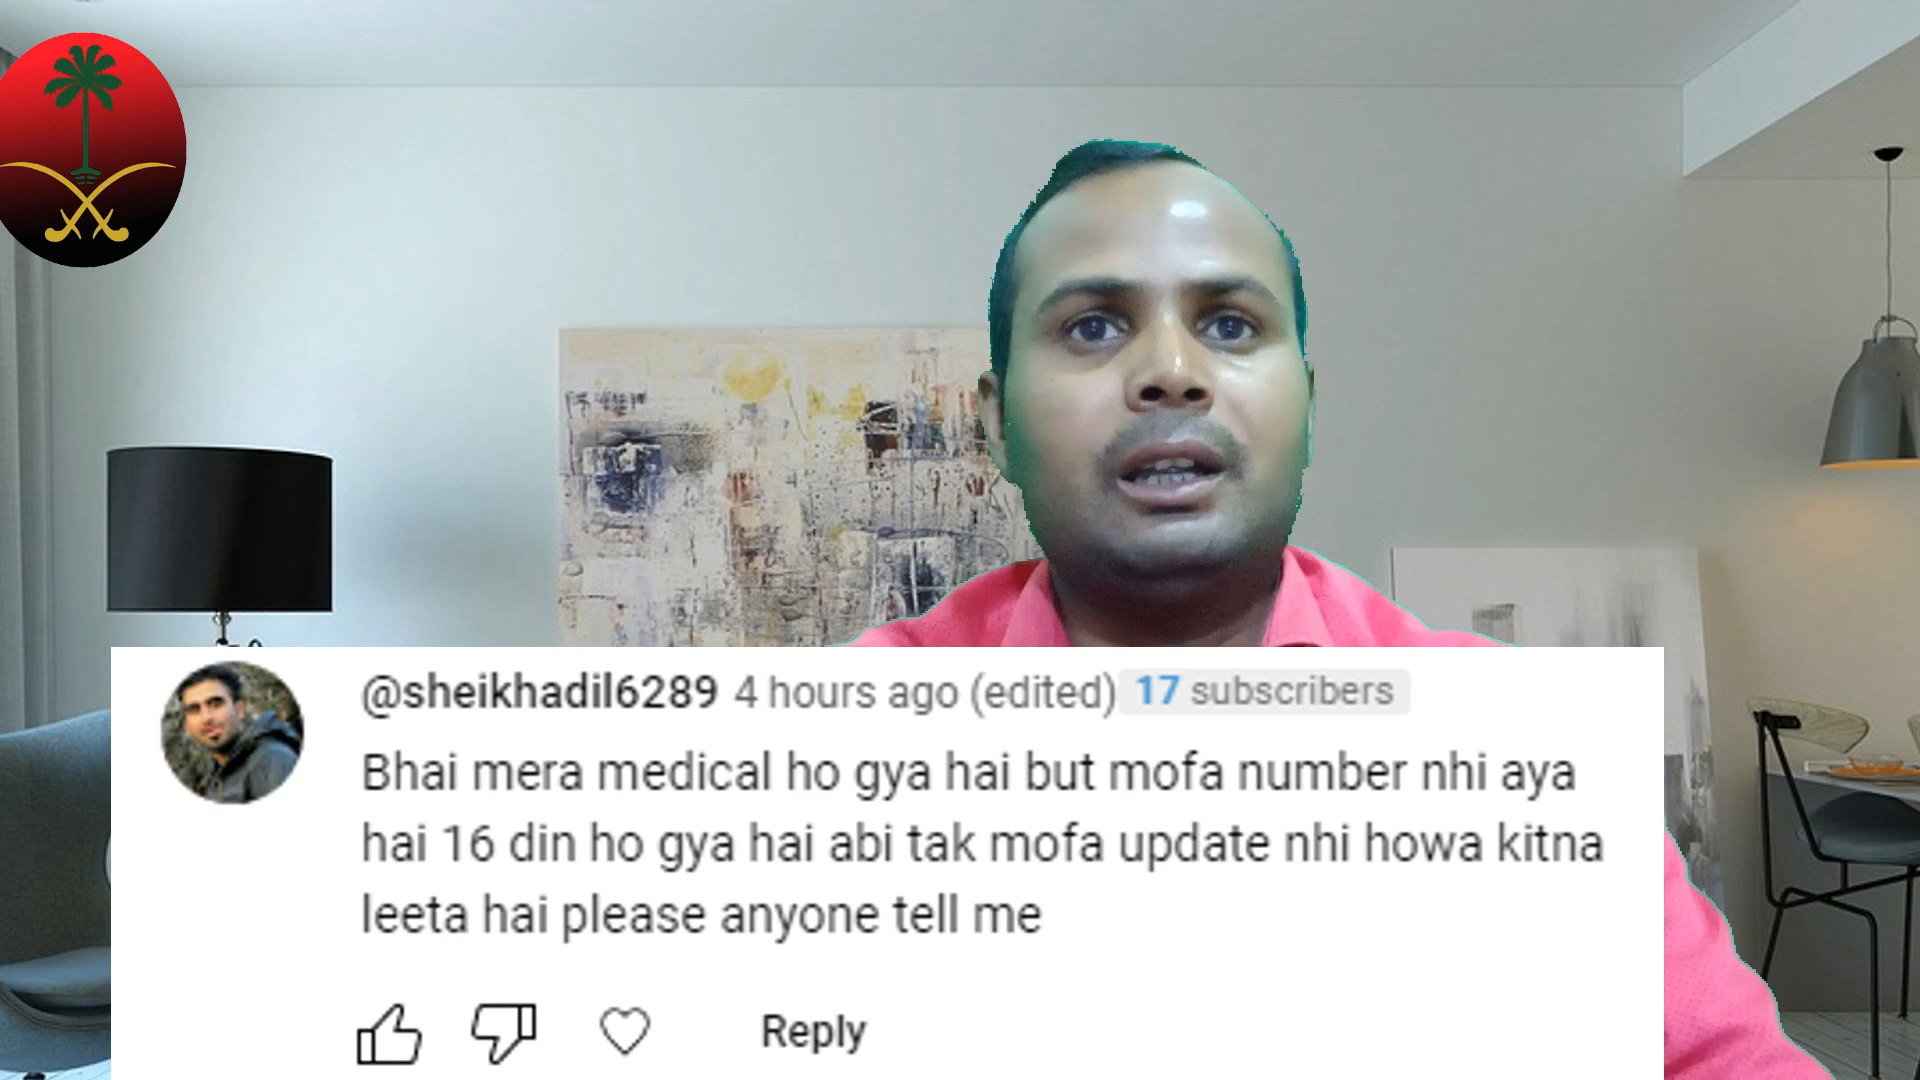 @sheikhadil6289 4 hours ago (edited) 17 subscribers
Bhai mera medical ho gya hai but mofa number nhi aya
hai 16 din ho gya hai abi tak mofa update nhi howa kitna
leeta hai please anyone tell me
Reply